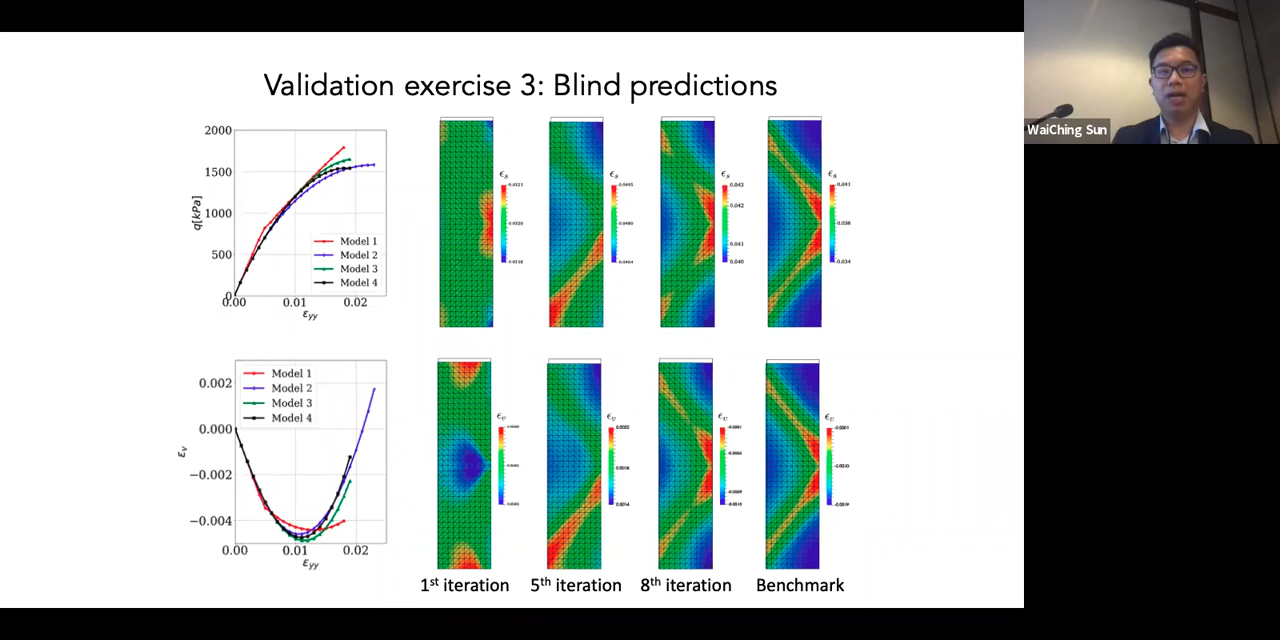 Validation exercise 3: Blind predictions
WaiChing Sun
2000
1500
1000
500
0
q[kPa]
0.00 0.01 0.02
εyy
Model 1
Model 2
Model 3
Model 4
ϵs
ϵs
0.043
0.042
0.041
0.040
ϵs
0.041
0.038
0.034
ϵs
0.002
0.000
−0.002
−0.004
εv
0.00 0.01 0.02
εyy
Model 1
Model 2
Model 3
Model 4
ϵv
ϵv
ϵv
ϵv
1st iteration
5th iteration
8th iteration
Benchmark